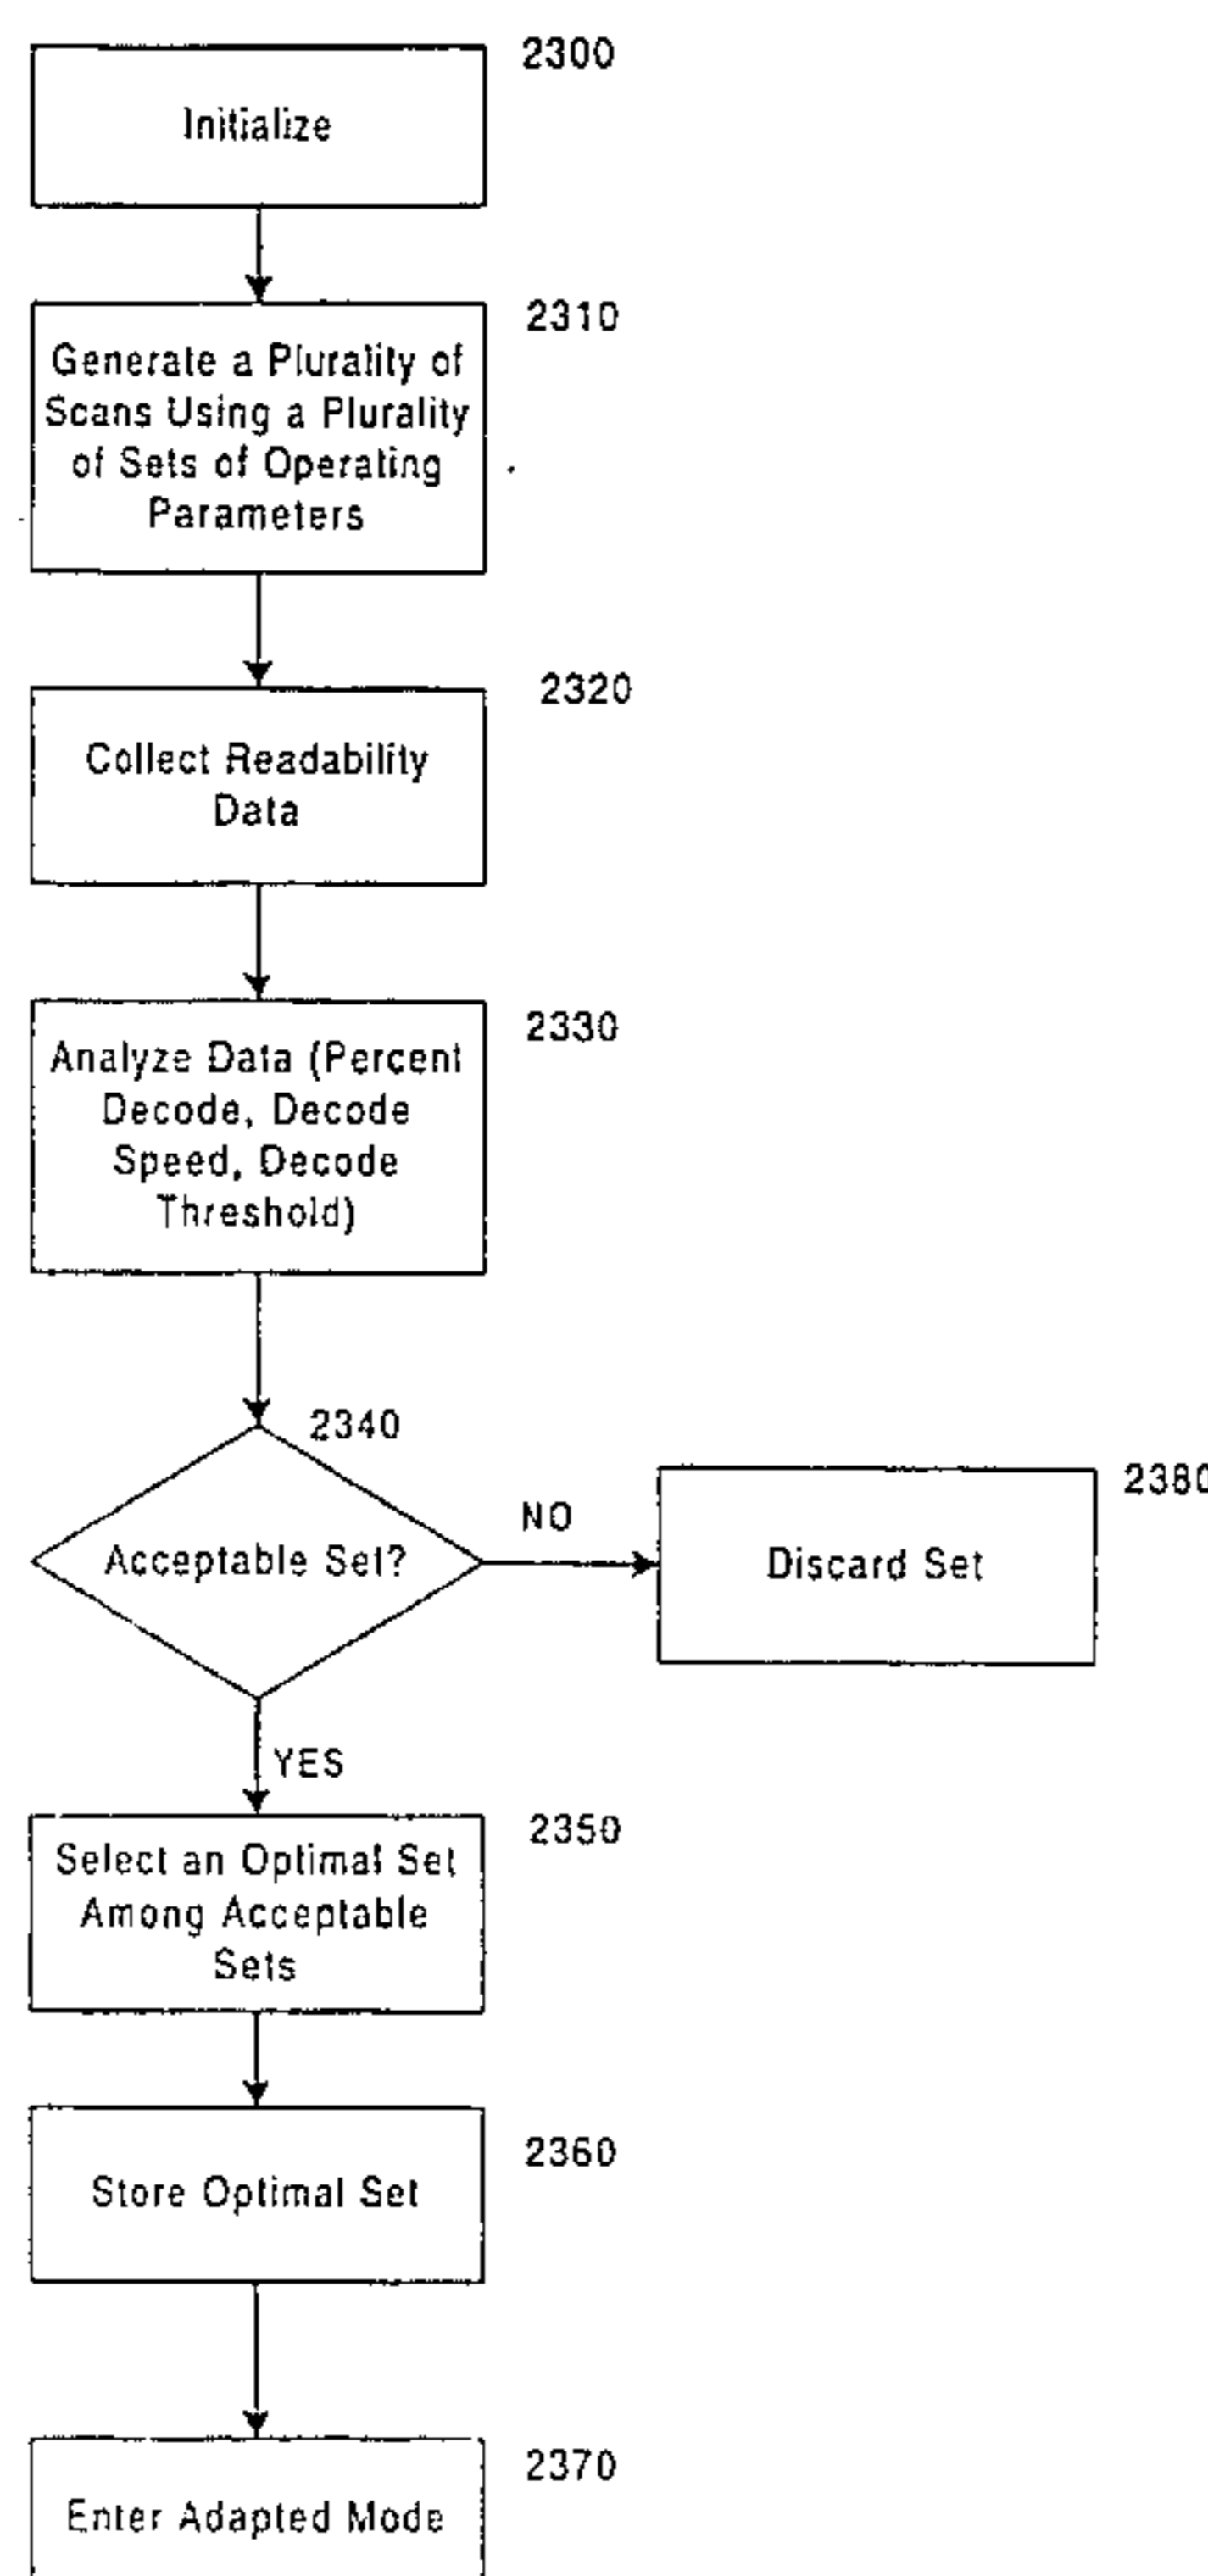 2300
Initialize
2310
Generate a Plurality of
Scans Using a Plurality
of Sets of Operating
Parameters
2320
Collect Readability
Data
2330
Analyze Data (Percent
Decode, Decode
Speed, Decode
Threshold)
2340
Acceptable Set?
NO
2380
Discard Set
YES
2350
Select an Optimal Set
Among Acceptable
Sets
2360
Store Optimal Set
2370
Enter Adapted Mode